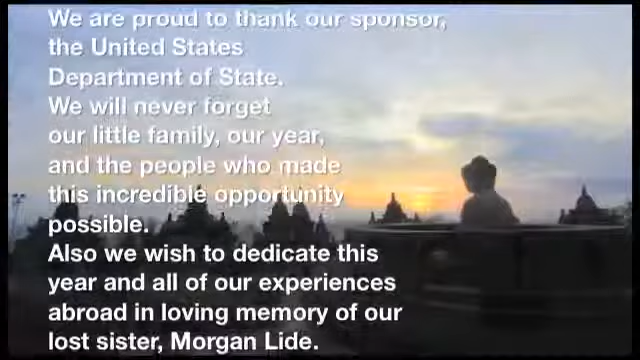 We are proud to thank our sponsor,
the United States
Department of State.
We will never forget
our little family, our year,
and the people who made
this incredible opportunity
possible.
Also we wish to dedicate this
year and all of our experiences
abroad in loving memory of our
lost sister, Morgan Lide.